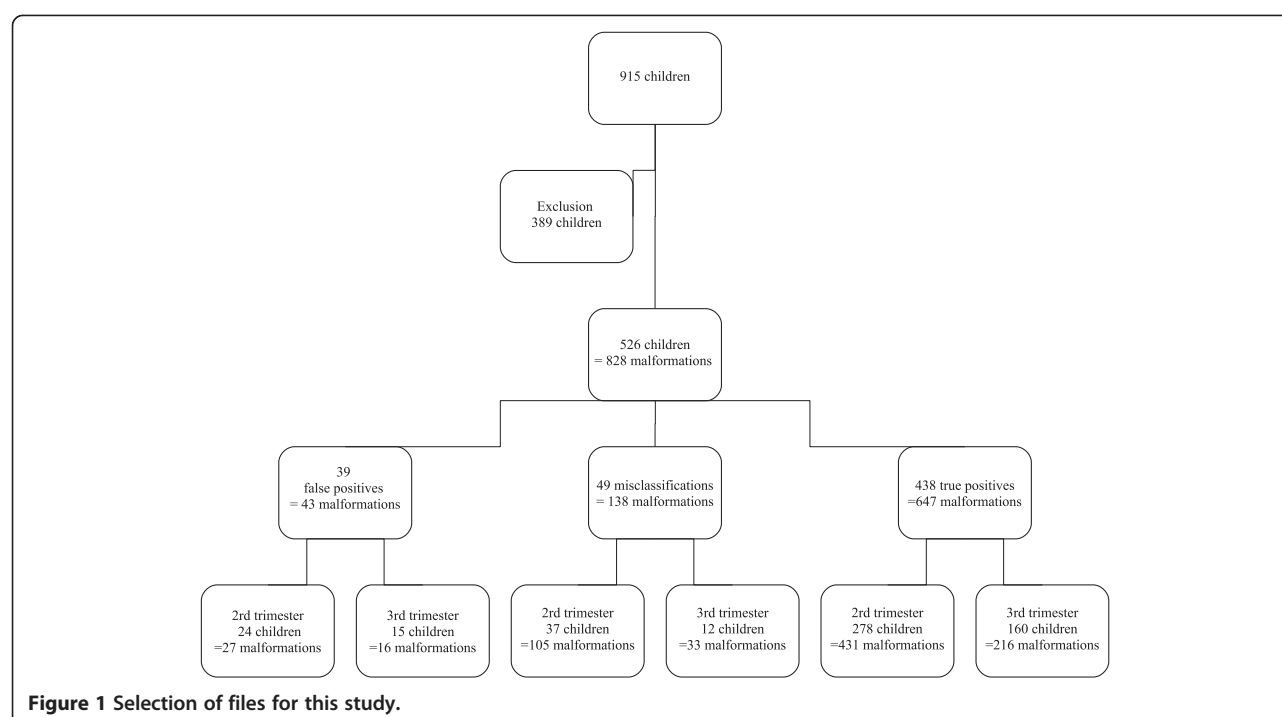 915 children
Exclusion
389 children
526 children
= 828 malformations
39
false positives
= 43 malformations
49 misclassifications
= 138 malformations
438 true positives
=647 malformations
2rd trimester
24 children
=27 malformations
3rd trimester
15 children
=16 malformations
2rd trimester
37 children
=105 malformations
3rd trimester
12 children
=33 malformations
2rd trimester
278 children
=431 malformations
3rd trimester
160 children
=216 malformations
Figure 1 Selection of files for this study.